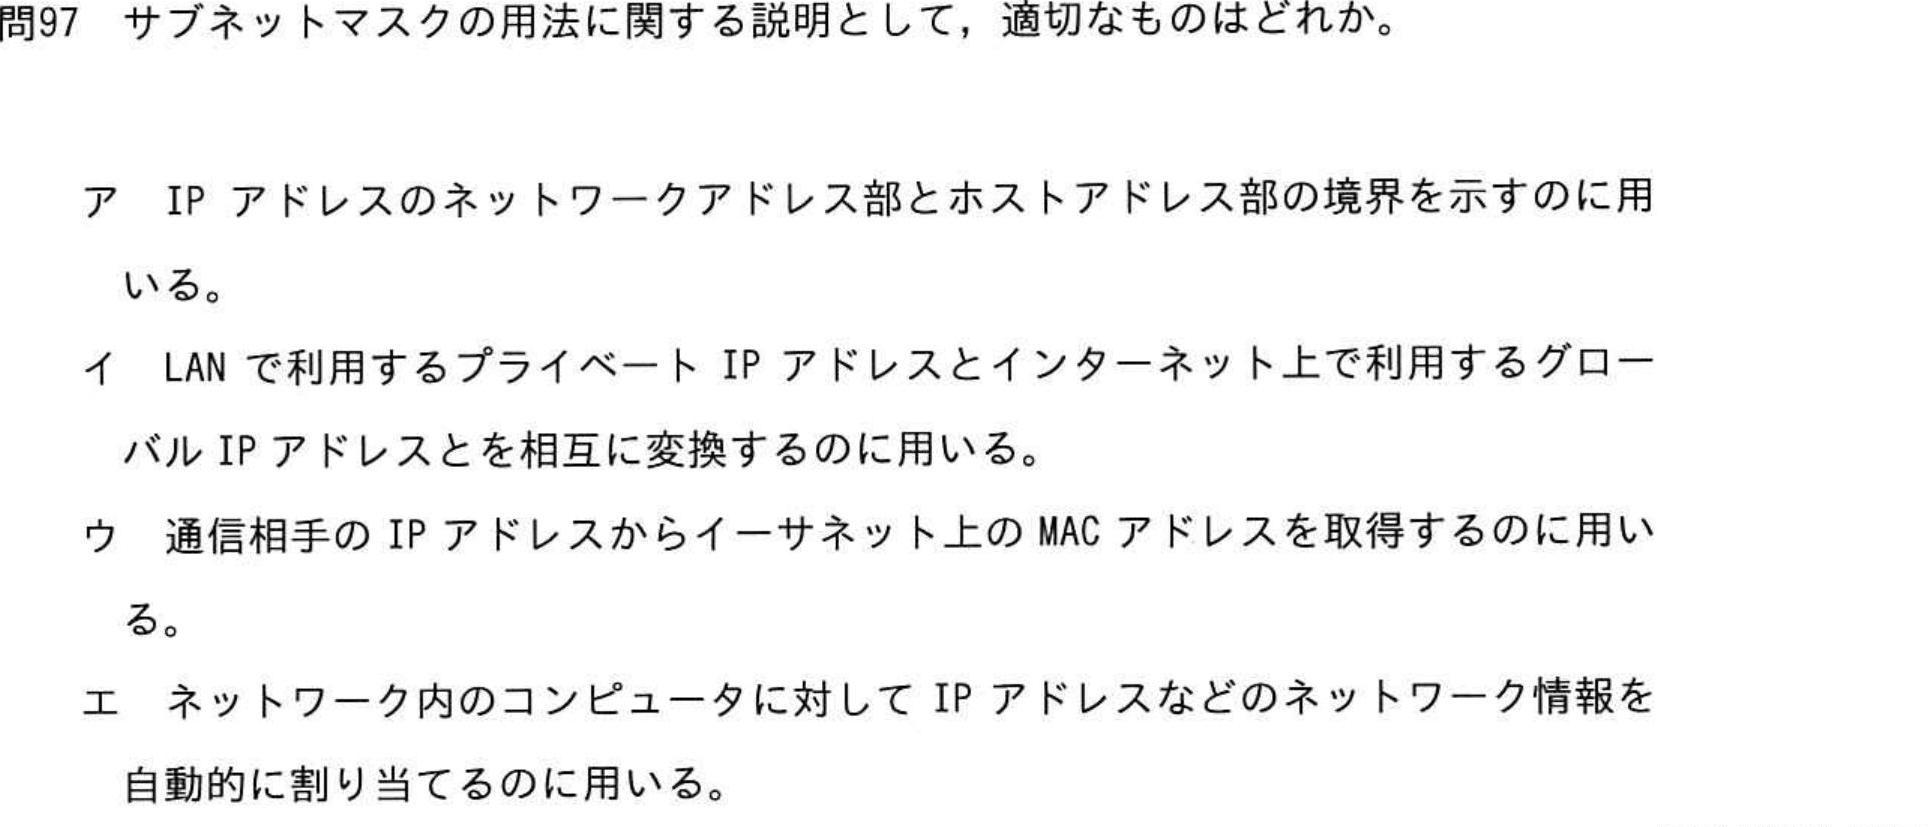 問97　サブネットマスクの用法に関する説明として，適切なものはどれか。
ア　IP アドレスのネットワークアドレス部とホストアドレス部の境界を示すのに用
いる。
イ　LAN で利用するプライベート IP アドレスとインターネット上で利用するグロー
バル IP アドレスとを相互に変換するのに用いる。
ウ　通信相手の IP アドレスからイーサネット上の MAC アドレスを取得するのに用い
る。
エ　ネットワーク内のコンピュータに対して IP アドレスなどのネットワーク情報を
自動的に割り当てるのに用いる。